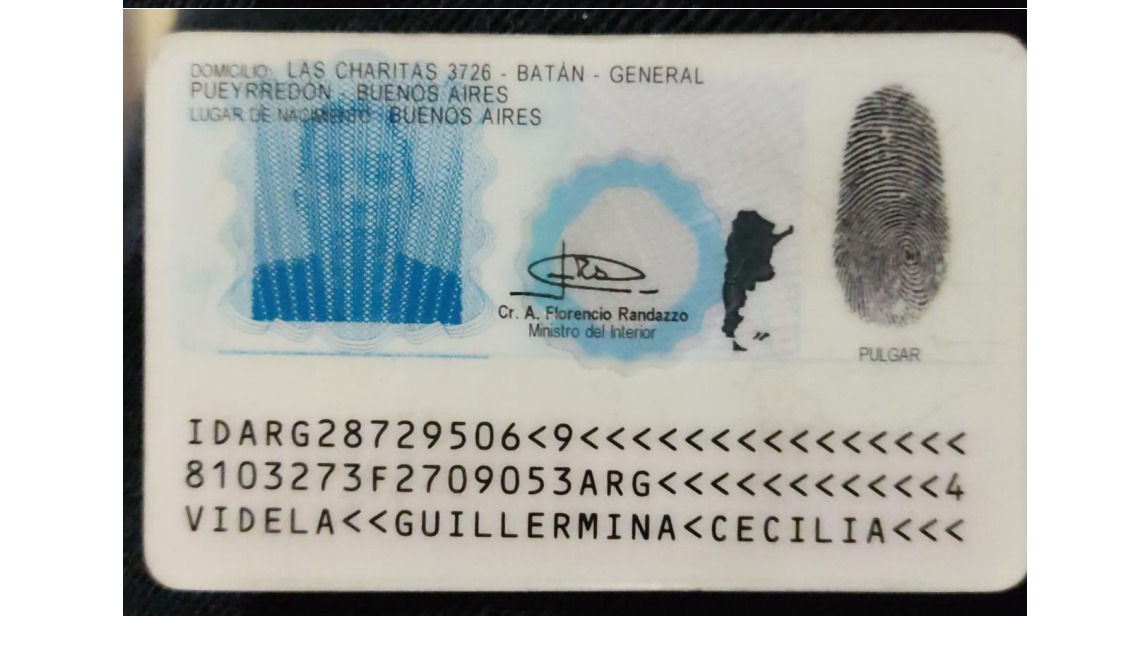 DOMICILIO: LAS CHARITAS 3726 - BATÁN - GENERAL
PUEYRREDÓN - BUENOS AIRES
LUGAR DE NACIMIENTO: BUENOS AIRES
Cr. A. Florencio Randazzo
Ministro del Interior
PULGAR
IDARG28729506<9<<<<<<<<<<<<<<<
8103273F2709053ARG<<<<<<<<<<<4
VIDELA<<GUILLERMINA<CECILIA<<<